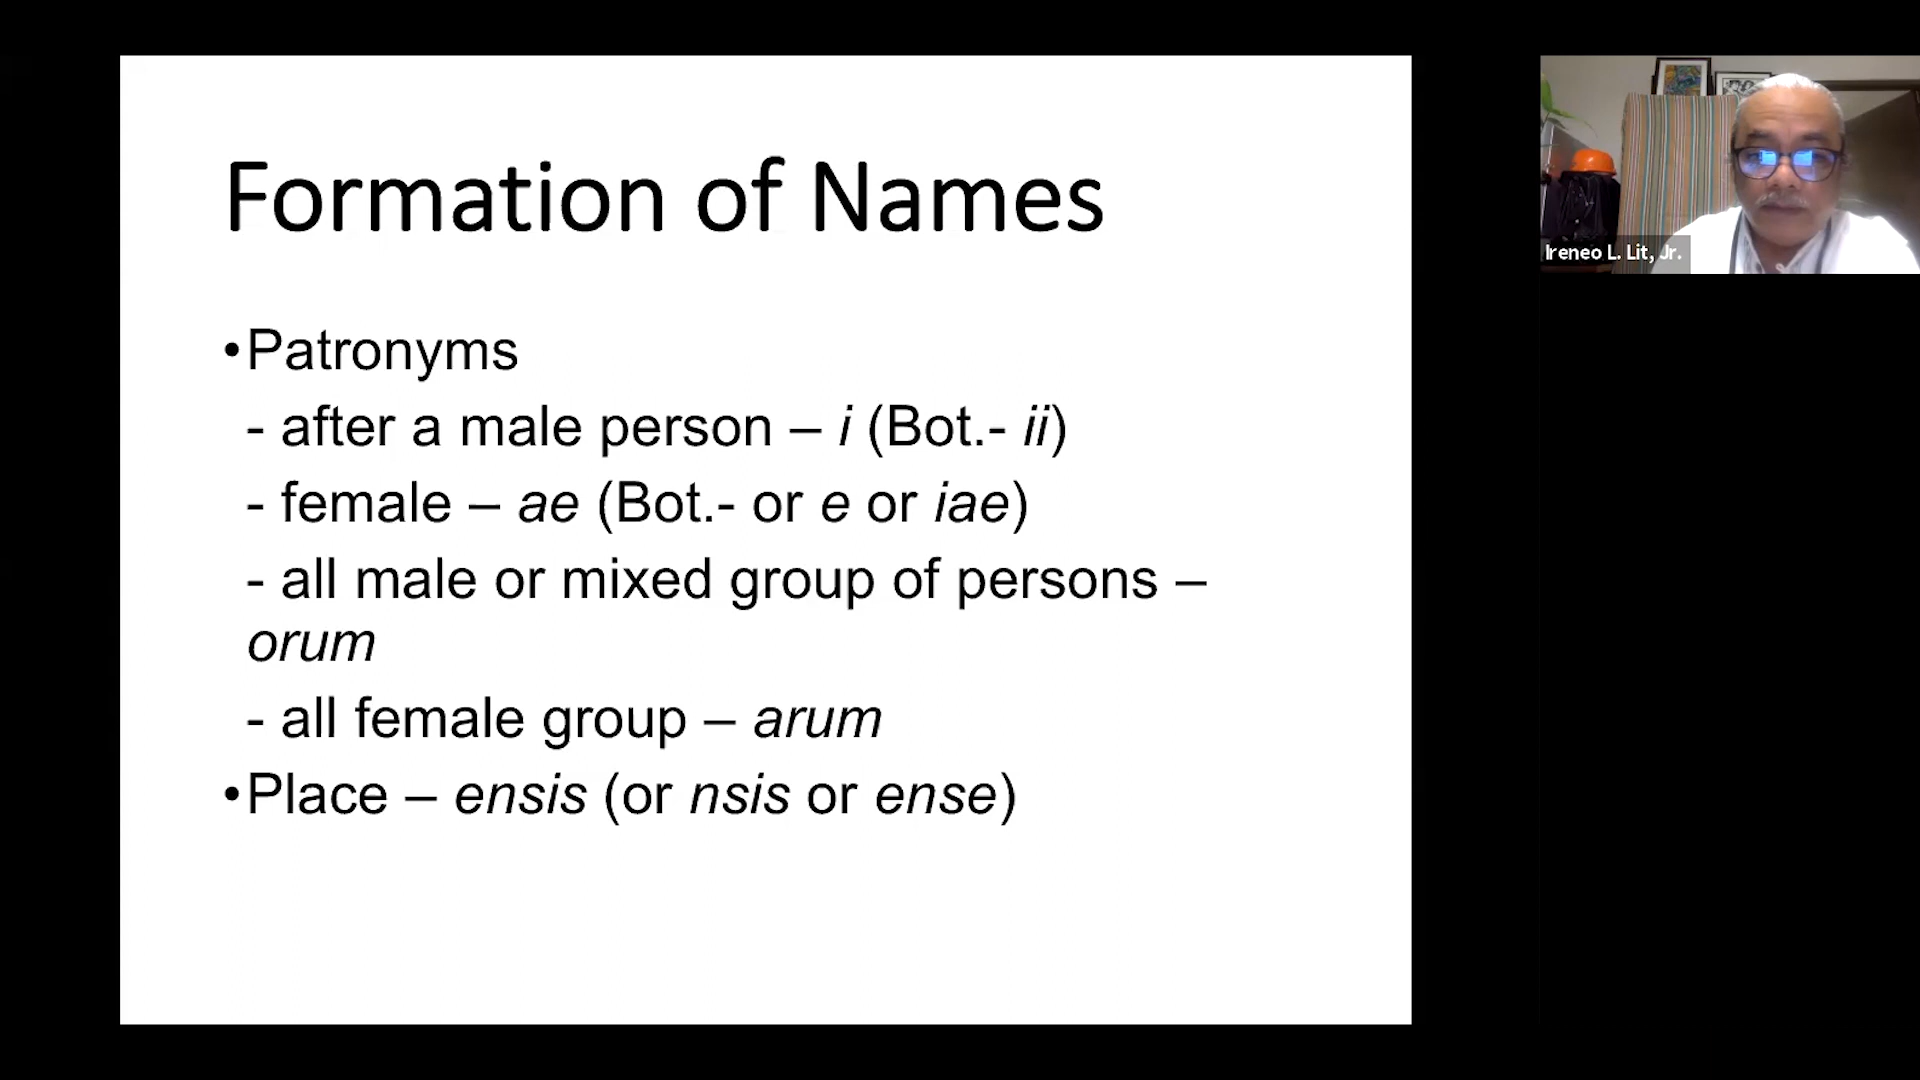 Formation of Names
•Patronyms
- after a male person – i (Bot.- ii)
- female – ae (Bot.- or e or iae)
- all male or mixed group of persons –
orum
- all female group – arum
•Place – ensis (or nsis or ense)
Ireneo L. Lit, Jr.